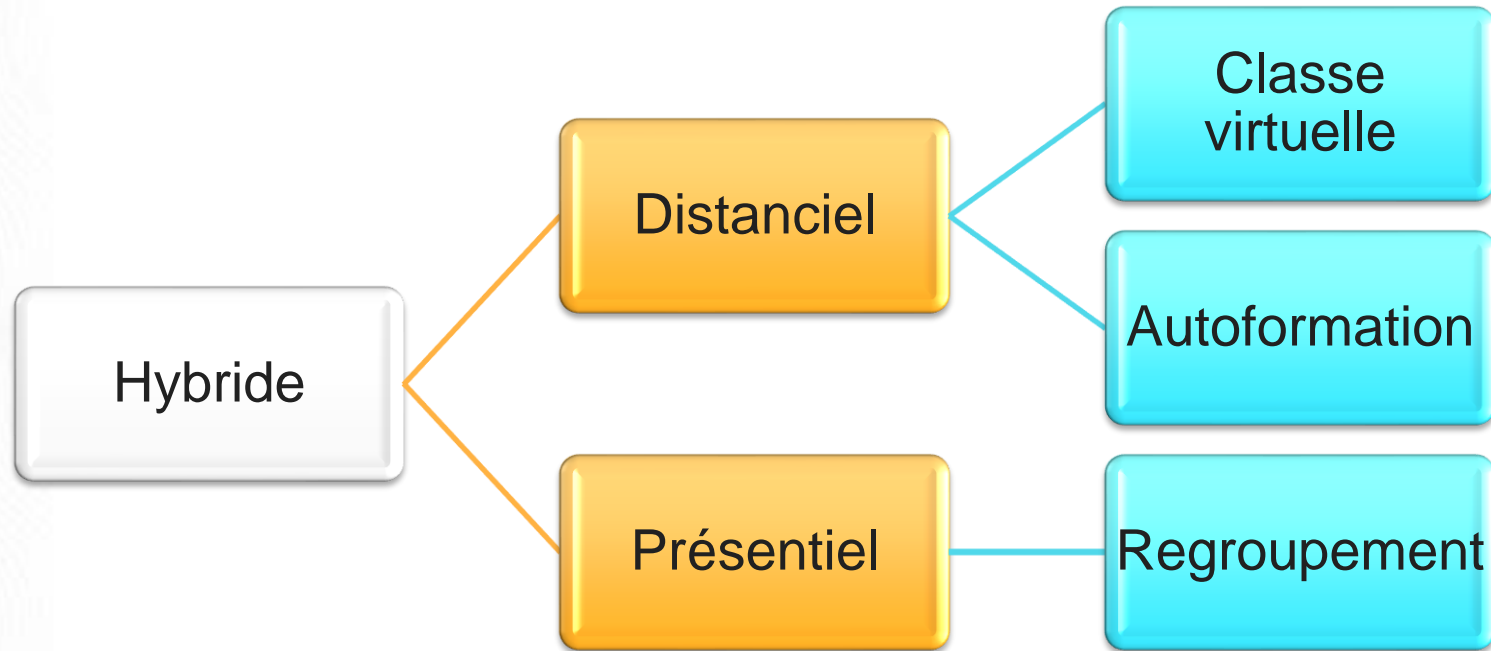 Hybride
Distanciel
Présentiel
Classe
virtuelle
Autoformation
Regroupement